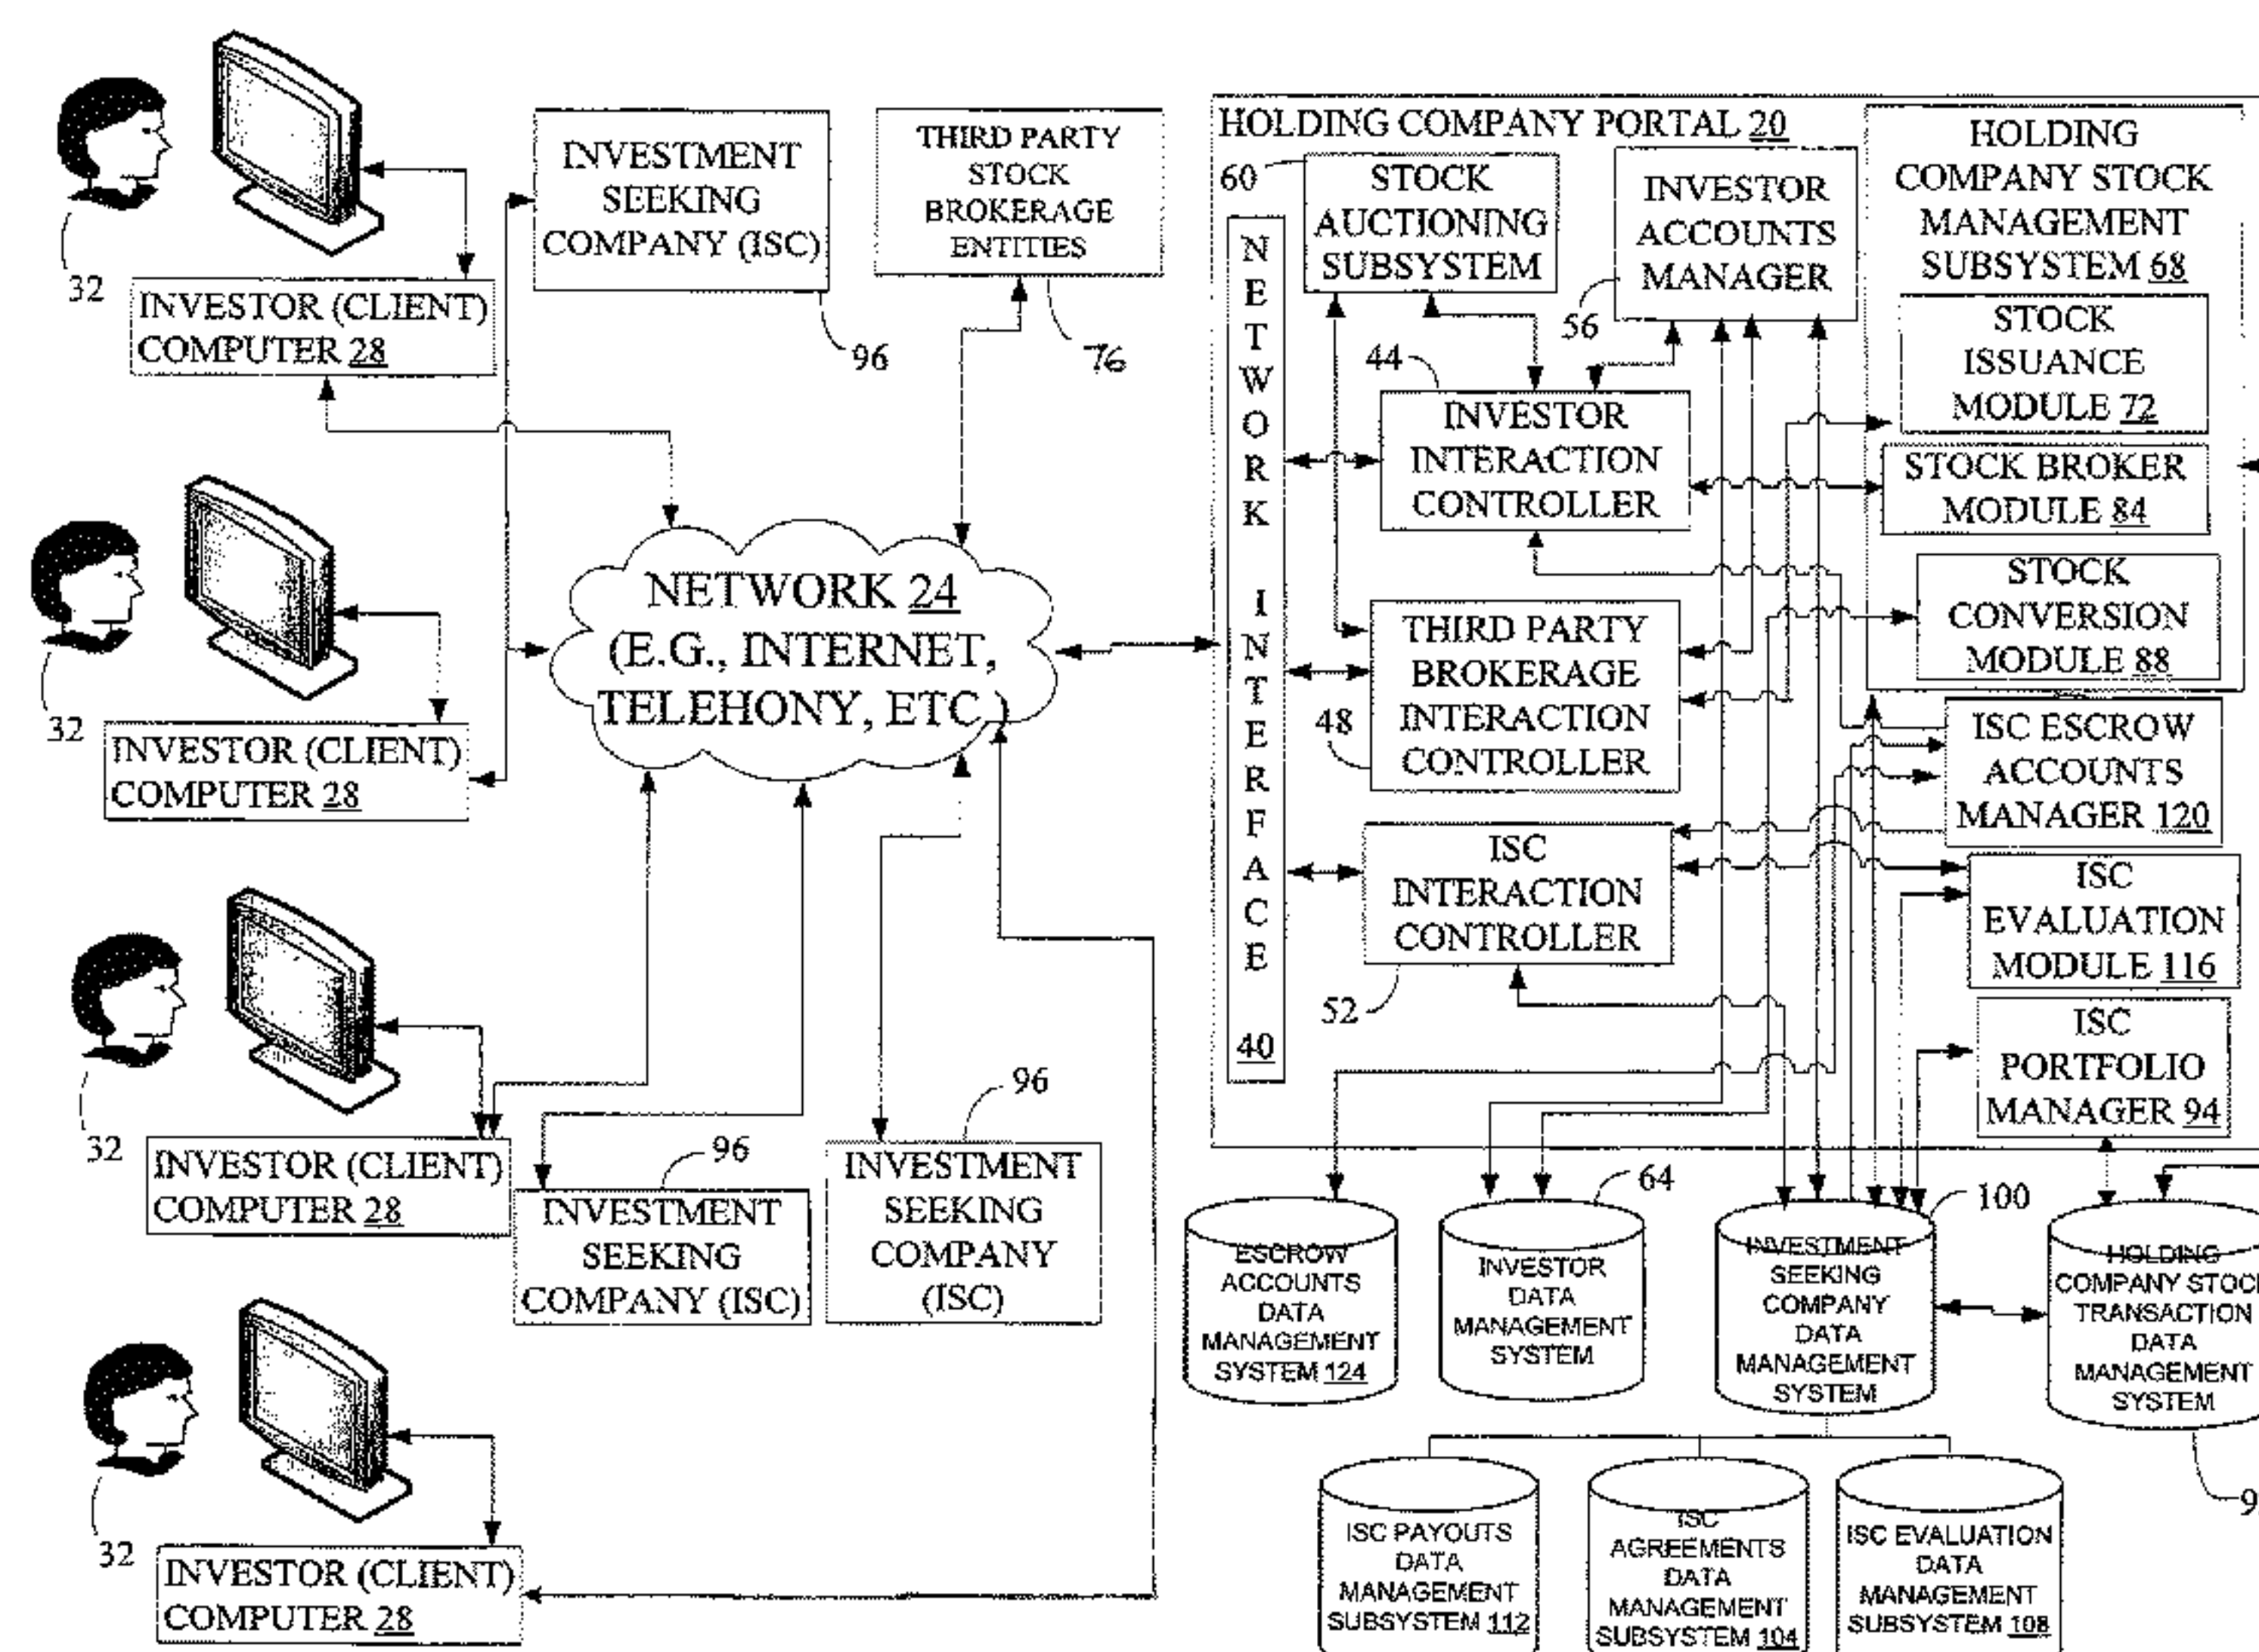 32
INVESTOR (CLIENT)
COMPUTER 28
INVESTMENT
SEEKING
COMPANY (ISC)
96
THIRD PARTY
STOCK
BROKERAGE
ENTITIES
76
32
INVESTOR (CLIENT)
COMPUTER 28
NETWORK 24
(E.G., INTERNET,
TELEHONY, ETC.)
32
INVESTOR (CLIENT)
COMPUTER 28
96
INVESTMENT
SEEKING
COMPANY (ISC)
96
INVESTMENT
SEEKING
COMPANY
(ISC)
32
INVESTOR (CLIENT)
COMPUTER 28
HOLDING COMPANY PORTAL 20
60
STOCK
AUCTIONING
SUBSYSTEM
INVESTOR
ACCOUNTS
MANAGER
56
HOLDING
COMPANY STOCK
MANAGEMENT
SUBSYSTEM 68
STOCK
ISSUANCE
MODULE 72
STOCK BROKER
MODULE 84
STOCK
CONVERSION
MODULE 88
NETWORK INTERFACE
40
44
INVESTOR
INTERACTION
CONTROLLER
THIRD PARTY
BROKERAGE
INTERACTION
CONTROLLER
48
ISC
INTERACTION
CONTROLLER
52
ISC ESCROW
ACCOUNTS
MANAGER 120
ISC
EVALUATION
MODULE 116
ISC
PORTFOLIO
MANAGER 94
ESCROW
ACCOUNTS
DATA
MANAGEMENT
SYSTEM 124
64
INVESTOR
DATA
MANAGEMENT
SYSTEM
100
INVESTMENT
SEEKING
COMPANY
DATA
MANAGEMENT
SYSTEM
HOLDING
COMPANY STOCK
TRANSACTION
DATA
MANAGEMENT
SYSTEM
ISC PAYOUTS
DATA
MANAGEMENT
SUBSYSTEM 112
ISC
AGREEMENTS
DATA
MANAGEMENT
SUBSYSTEM 104
ISC EVALUATION
DATA
MANAGEMENT
SUBSYSTEM 108